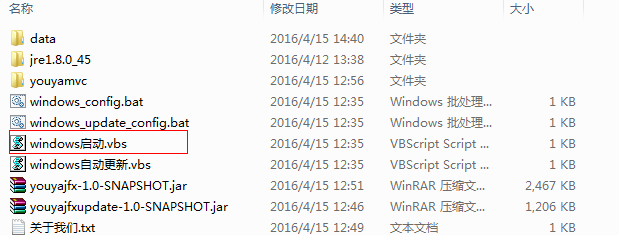 名称 修改日期 类型 大小
data 2016/4/15 14:40 文件夹
jre1.8.0_45 2016/4/12 13:38 文件夹
youyamvc 2016/4/15 12:56 文件夹
windows_config.bat 2016/4/15 12:35 Windows 批处理... 1 KB
windows_update_config.bat 2016/4/15 12:35 Windows 批处理... 1 KB
windows启动.vbs 2016/4/15 12:35 VBScript Script ... 1 KB
windows自动更新.vbs 2016/4/15 12:35 VBScript Script ... 1 KB
youyajfx-1.0-SNAPSHOT.jar 2016/4/15 12:51 WinRAR 压缩文... 2,467 KB
youyajfxupdate-1.0-SNAPSHOT.jar 2016/4/15 12:46 WinRAR 压缩文... 1,206 KB
关于我们.txt 2016/4/15 12:49 文本文档 1 KB